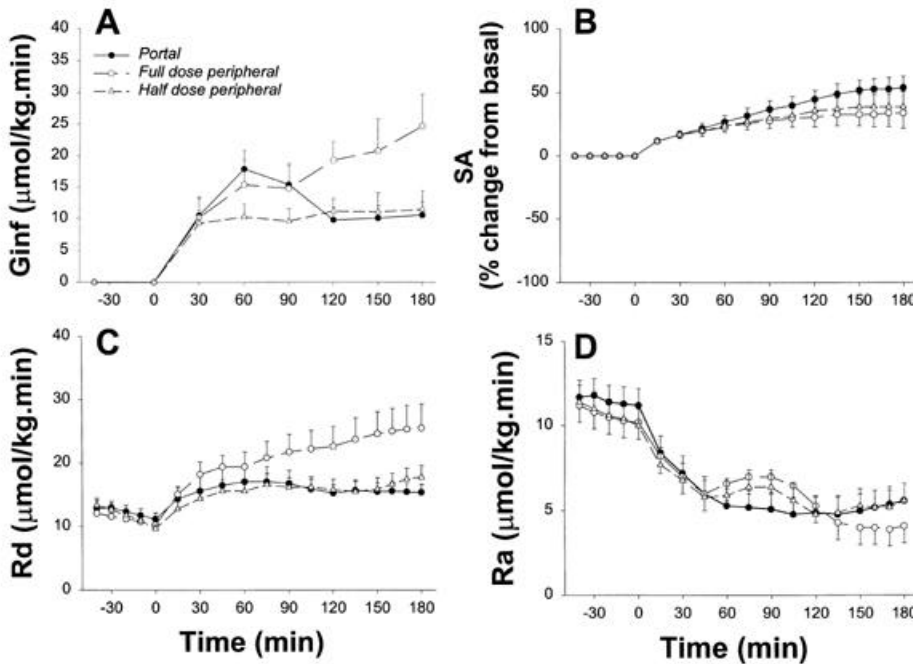 A
Ginf (μmol/kg.min)
40
35
30
25
20
15
10
5
0
Portal
Full dose peripheral
Half dose peripheral
-30 0 30 60 90 120 150 180
B
SA
(% change from basal)
100
50
0
-50
-100
-30 0 30 60 90 120 150 180
C
Rd (μmol/kg.min)
40
30
20
10
0
-30 0 30 60 90 120 150 180
Time (min)
D
Ra (μmol/kg.min)
15
10
5
0
-30 0 30 60 90 120 150 180
Time (min)